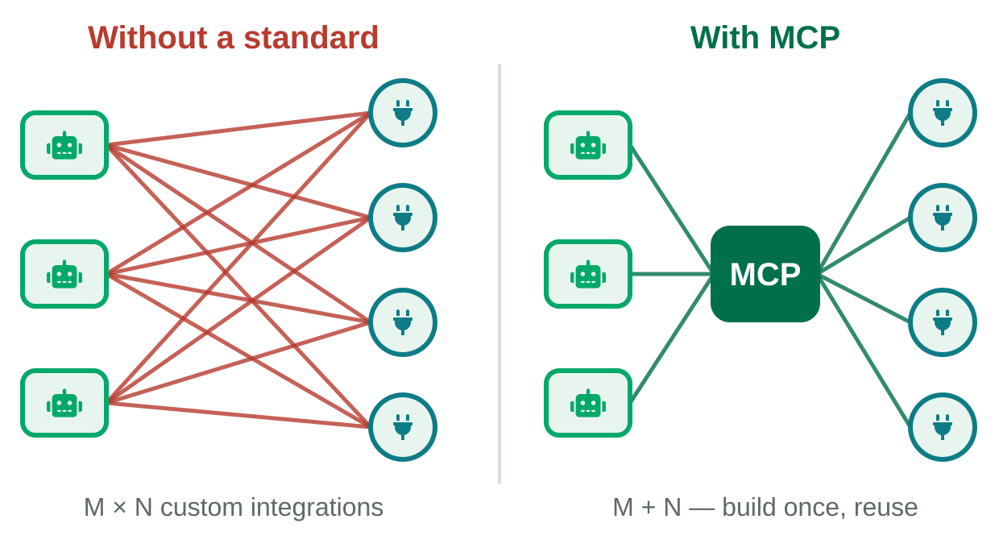 Without a standard
With MCP
MCP
M × N custom integrations
M + N — build once, reuse